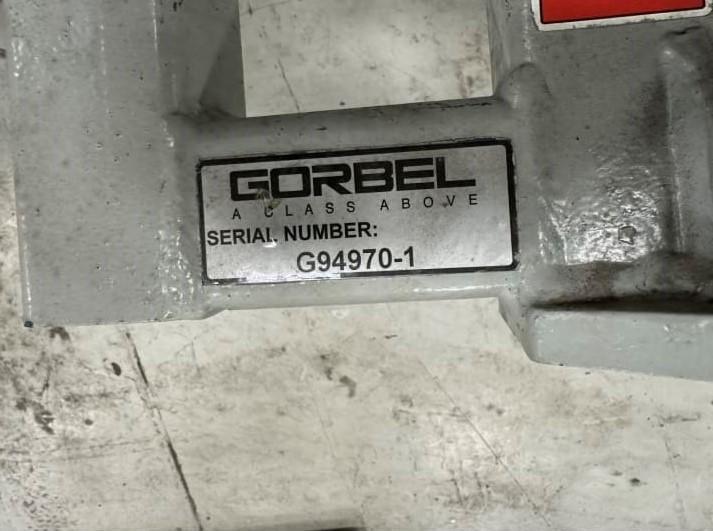 GORBEL
A CLASS ABOVE
SERIAL NUMBER:
G94970-1